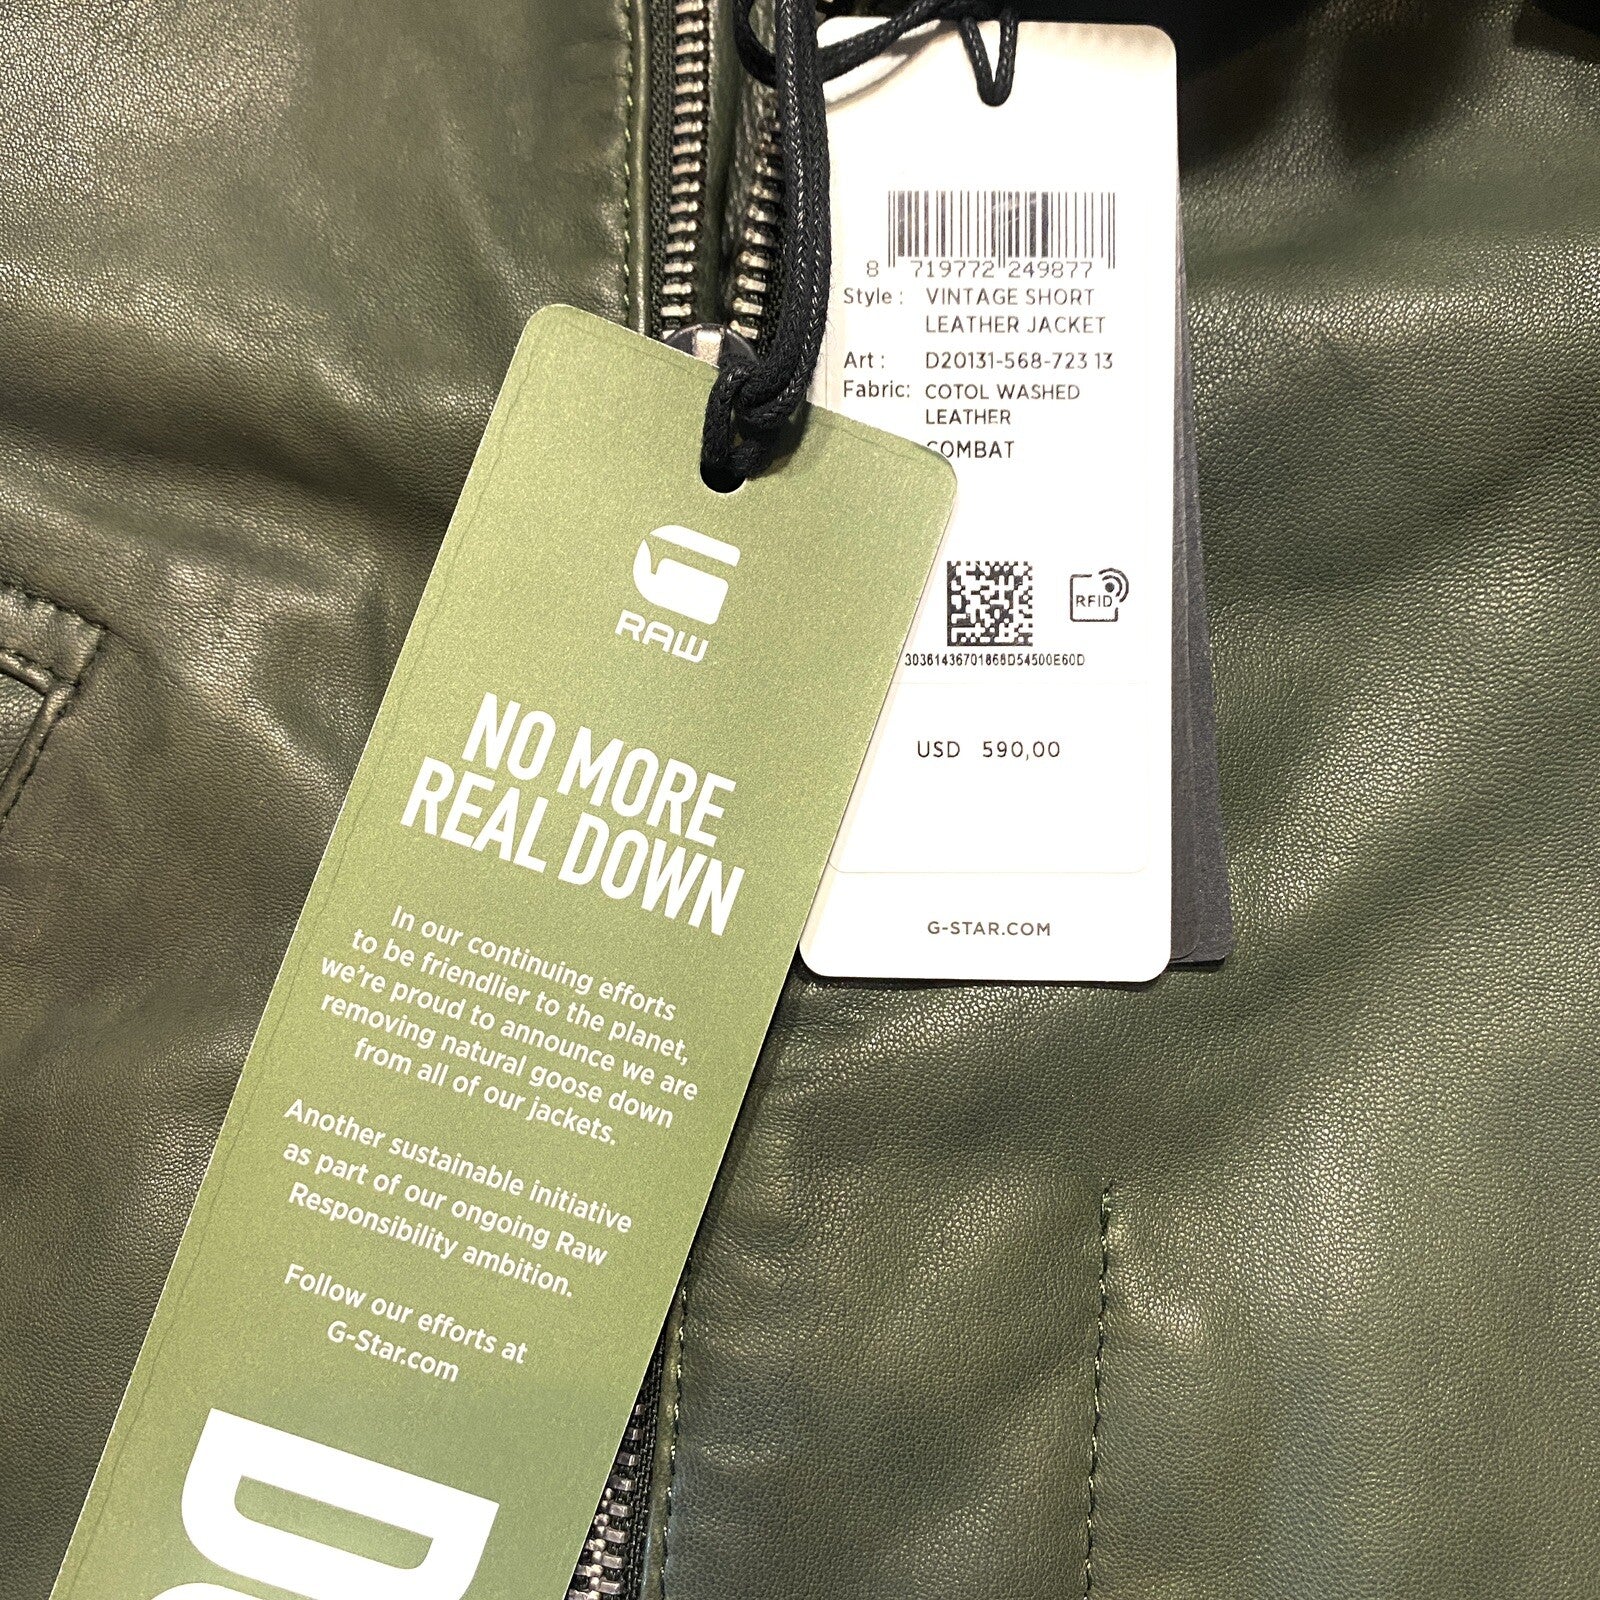 8 719772 249877
Style : VINTAGE SHORT
LEATHER JACKET
Art : D20131-568-723 13
Fabric: COTOL WASHED
LEATHER
COMBAT
RFID
30361436701868D54500E60D
USD 590,00
G-STAR.COM
G
RAW
NO MORE
REAL DOWN
In our continuing efforts
to be friendlier to the planet,
we're proud to announce we are
removing natural goose down
from all of our jackets.
Another sustainable initiative
as part of our ongoing Raw
Responsibility ambition.
Follow our efforts at
G-Star.com